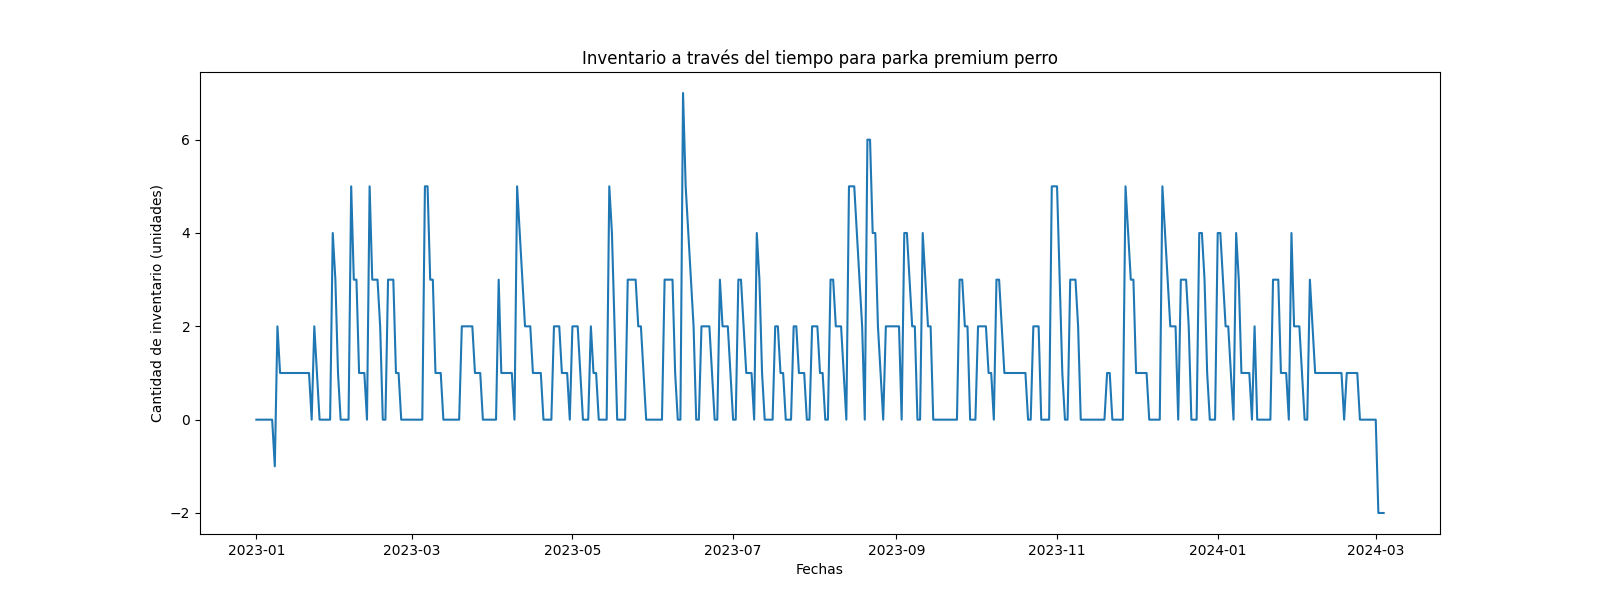 Inventario a través del tiempo para parka premium perro
Cantidad de inventario (unidades)
6
4
2
0
−2
2023-01 2023-03 2023-05 2023-07 2023-09 2023-11 2024-01 2024-03
Fechas